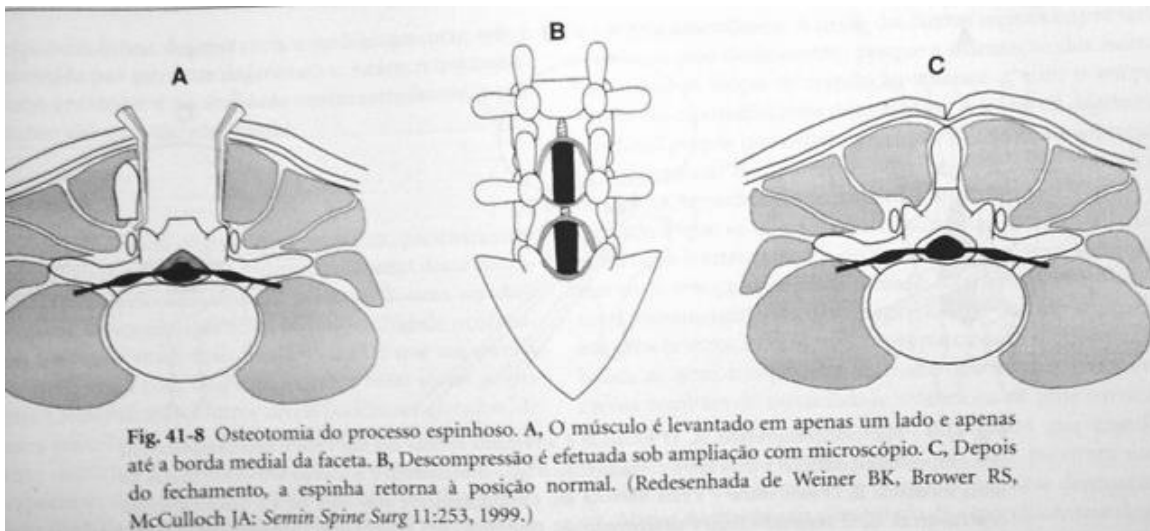 A
B
C
Fig. 41-8 Osteotomia do processo espinhoso. A, O músculo é levantado em apenas um lado e apenas
até a borda medial da faceta. B, Descompressão é efetuada sob ampliação com microscópio. C, Depois
do fechamento, a espinha retorna à posição normal. (Redesenhada de Weiner BK, Brower RS,
McCulloch JA: Semin Spine Surg 11:253, 1999.)